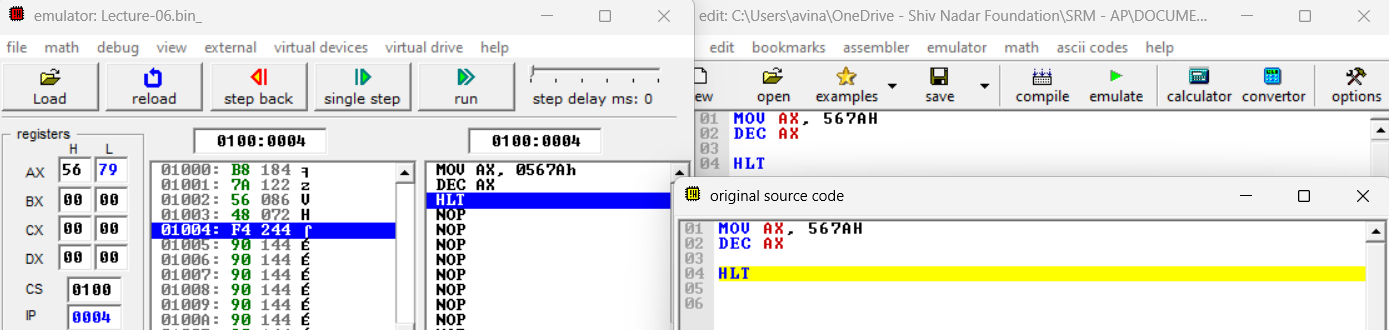 emulator: Lecture-06.bin_
file math debug view external virtual devices virtual drive help
Load reload step back single step run step delay ms: 0
registers
H L
AX 56 79
BX 00 00
CX 00 00
DX 00 00
CS 0100
IP 0004
0100:0004
01000: B8 184 ╕
01001: 7A 122 z
01002: 56 086 V
01003: 48 072 H
01004: F4 244 ⌠
01005: 90 144 É
01006: 90 144 É
01007: 90 144 É
01008: 90 144 É
01009: 90 144 É
0100A: 90 144 É
0100:0004
MOV AX, 0567Ah
DEC AX
HLT
NOP
NOP
NOP
NOP
NOP
NOP
NOP
NOP
edit: C:\Users\avina\OneDrive - Shiv Nadar Foundation\SRM - AP\DOCUME...
edit bookmarks assembler emulator math ascii codes help
ew open examples save compile emulate calculator convertor options
01 MOV AX, 567AH
02 DEC AX
03
04 HLT
original source code
01 MOV AX, 567AH
02 DEC AX
03
04 HLT
05
06